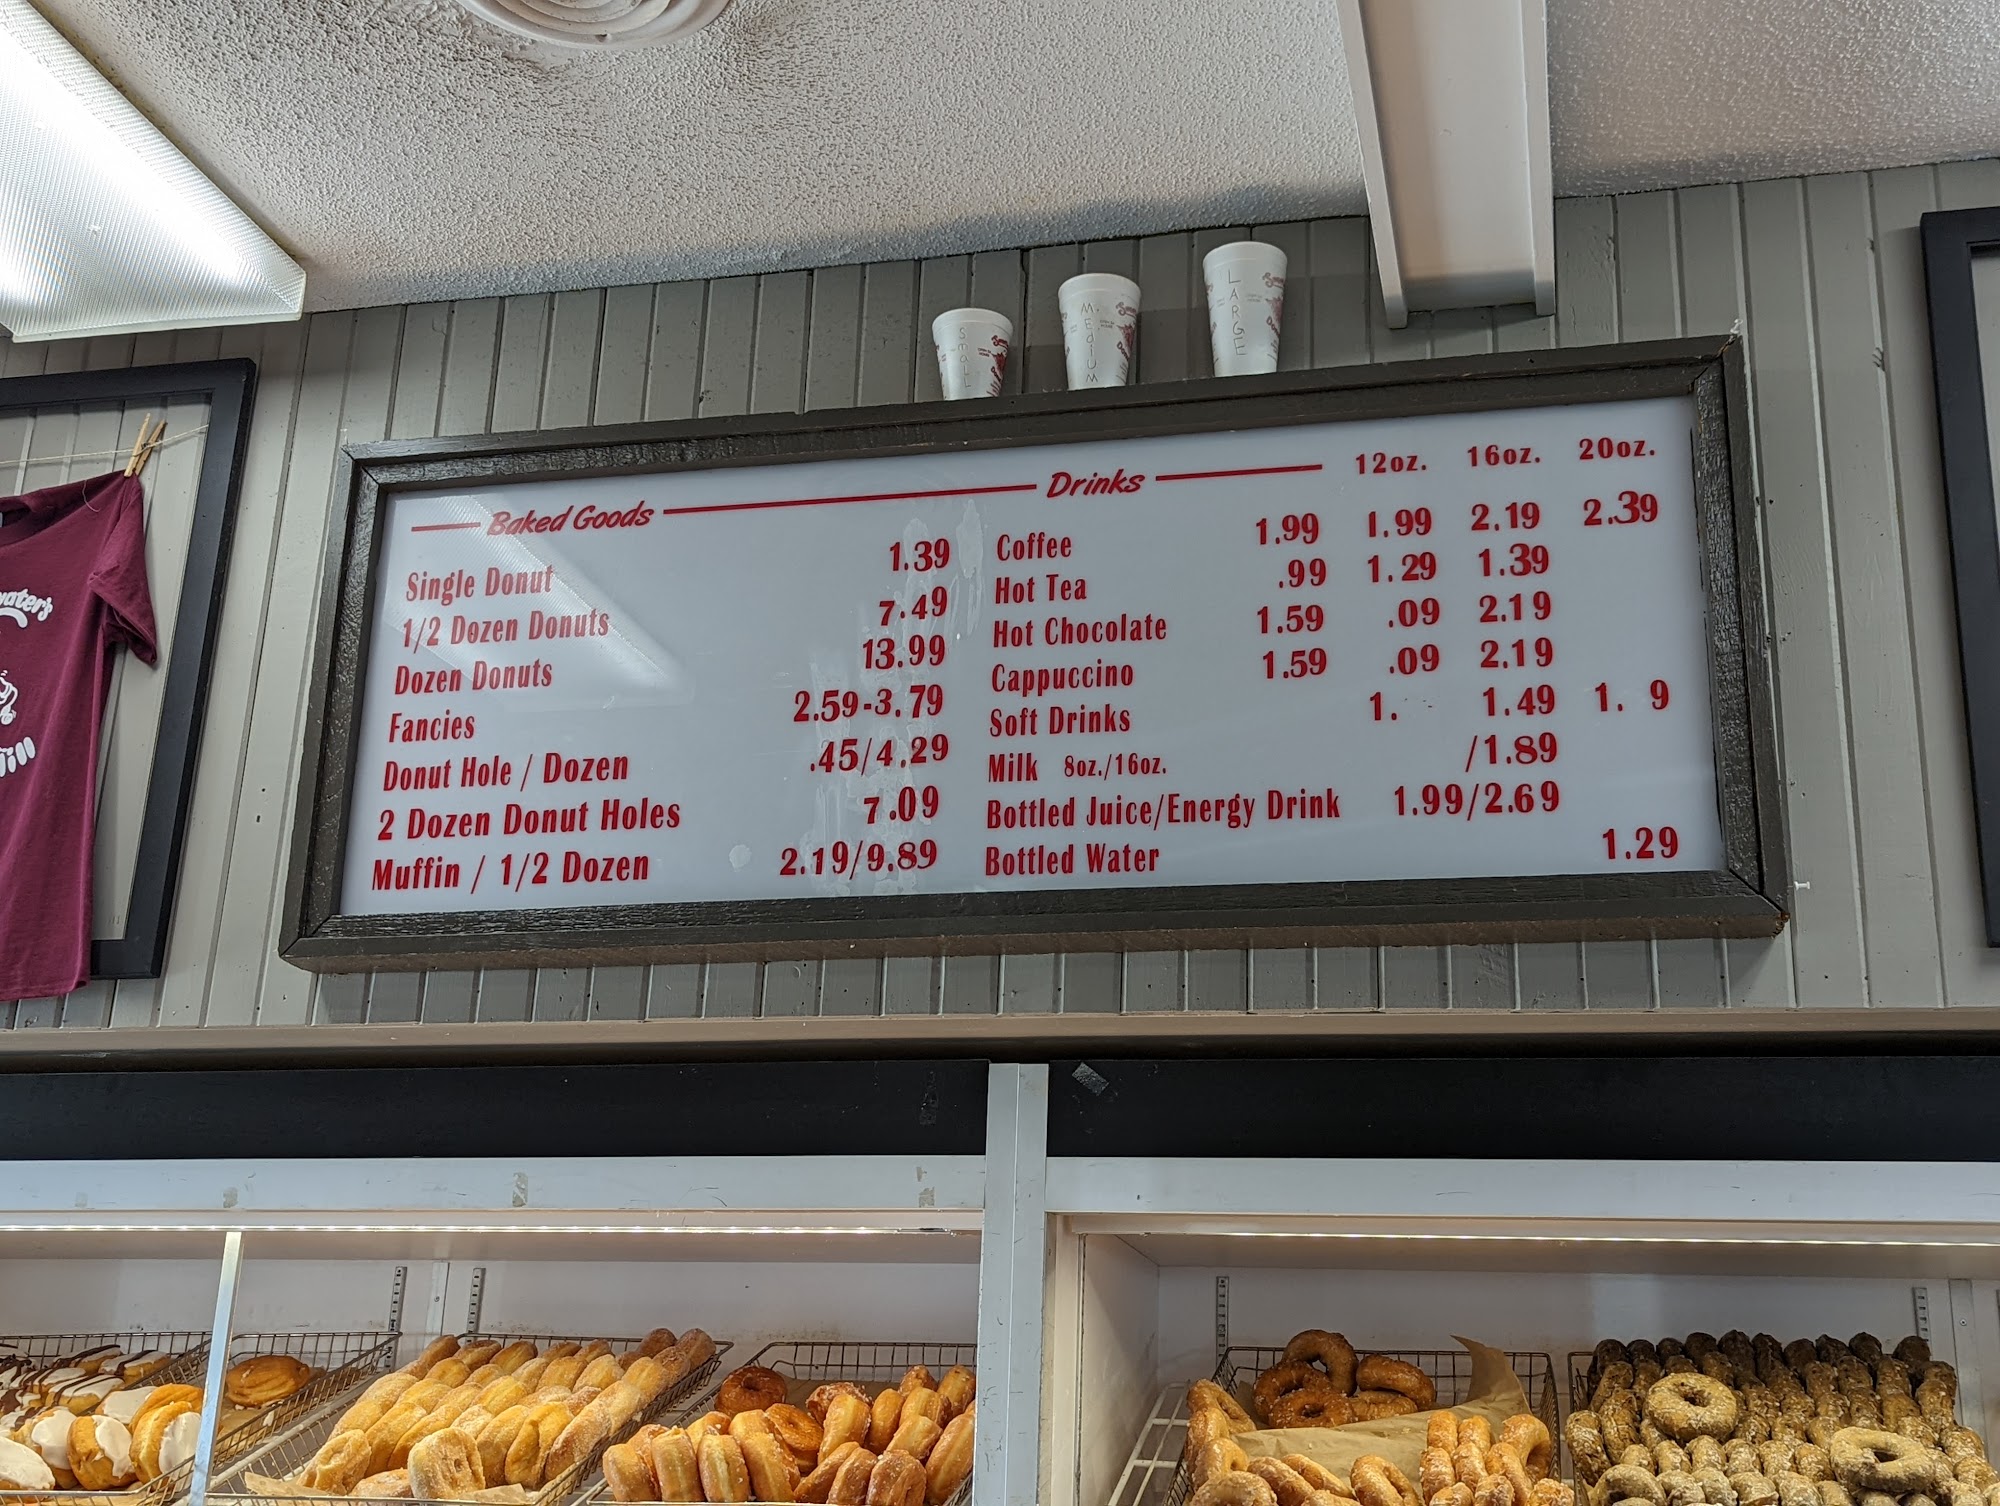 Small
MEdiUM
LARGE
Baked Goods
Single Donut 1.39
1/2 Dozen Donuts 7.49
Dozen Donuts 13.99
Fancies 2.59-3.79
Donut Hole / Dozen .45/4.29
2 Dozen Donut Holes 7.09
Muffin / 1/2 Dozen 2.19/9.89
Drinks 12oz. 16oz. 20oz.
Coffee 1.99 1.99 2.19 2.39
Hot Tea .99 1.29 1.39
Hot Chocolate 1.59 .09 2.19
Cappuccino 1.59 .09 2.19
Soft Drinks 1. 1.49 1. 9
Milk 8oz./16oz. /1.89
Bottled Juice/Energy Drink 1.99/2.69
Bottled Water 1.29